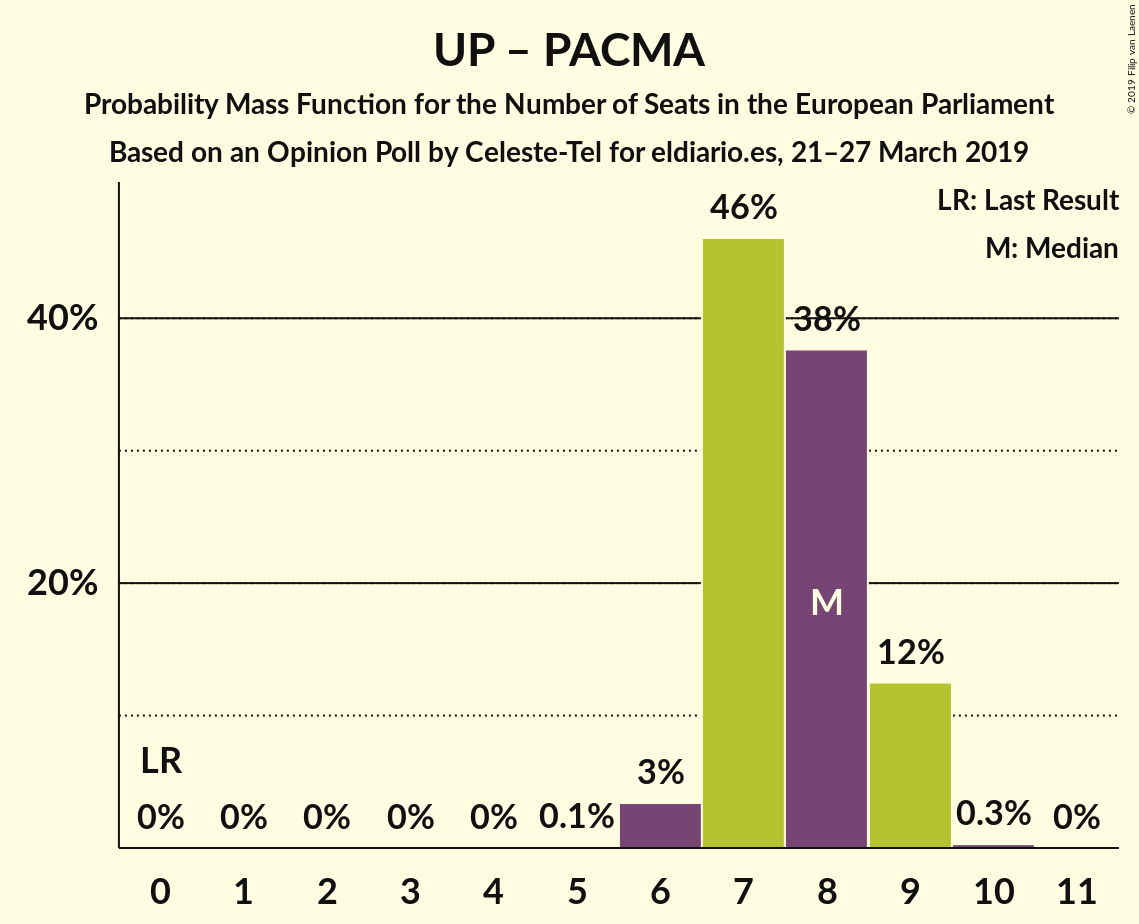 UP – PACMA
Probability Mass Function for the Number of Seats in the European Parliament
Based on an Opinion Poll by Celeste-Tel for eldiario.es, 21–27 March 2019
© 2019 Filip van Laenen
LR: Last Result
M: Median
46%
40%
38%
20%
M
12%
LR
3%
0%
0%
0%
0%
0%
0.1%
0.3%
0%
0 1 2 3 4 5 6 7 8 9 10 11